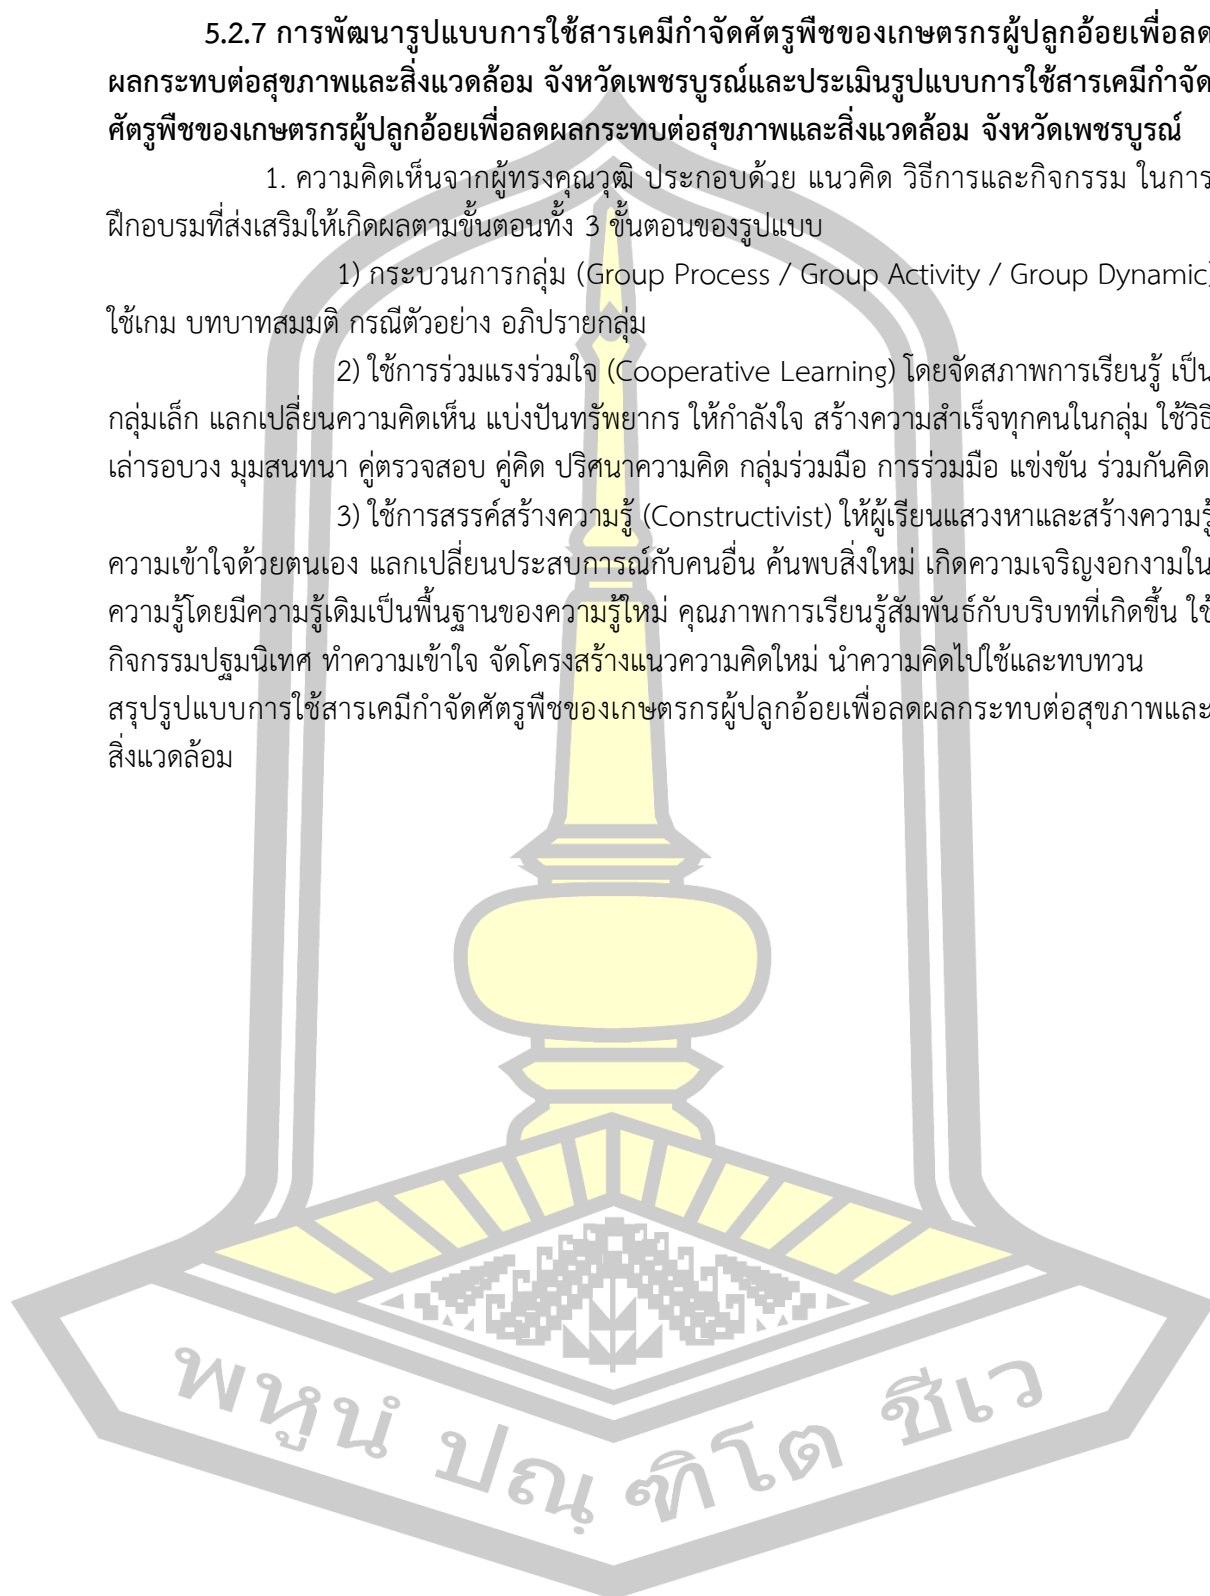 5.2.7 การพัฒนารูปแบบการใช้สารเคมีกำจัดศัตรูพืชของเกษตรกรผู้ปลูกอ้อยเพื่อลด
ผลกระทบต่อสุขภาพและสิ่งแวดล้อม จังหวัดเพชรบูรณ์และประเมินรูปแบบการใช้สารเคมีกำจัด
ศัตรูพืชของเกษตรกรผู้ปลูกอ้อยเพื่อลดผลกระทบต่อสุขภาพและสิ่งแวดล้อม จังหวัดเพชรบูรณ์
1. ความคิดเห็นจากผู้ทรงคุณวุฒิ ประกอบด้วย แนวคิด วิธีการและกิจกรรม ในการ
ฝึกอบรมที่ส่งเสริมให้เกิดผลตามขั้นตอนทั้ง 3 ขั้นตอนของรูปแบบ
1) กระบวนการกลุ่ม (Group Process / Group Activity / Group Dynamic)
ใช้เกม บทบาทสมมติ กรณีตัวอย่าง อภิปรายกลุ่ม
2) ใช้การร่วมแรงร่วมใจ (Cooperative Learning) โดยจัดสภาพการเรียนรู้ เป็น
กลุ่มเล็ก แลกเปลี่ยนความคิดเห็น แบ่งปันทรัพยากร ให้กำลังใจ สร้างความสำเร็จทุกคนในกลุ่ม ใช้วิธี
เล่ารอบวง มุมสนทนา คู่ตรวจสอบ คู่คิด ปริศนาความคิด กลุ่มร่วมมือ การร่วมมือ แข่งขัน ร่วมกันคิด
3) ใช้การสรรค์สร้างความรู้ (Constructivist) ให้ผู้เรียนแสวงหาและสร้างความรู้
ความเข้าใจด้วยตนเอง แลกเปลี่ยนประสบการณ์กับคนอื่น ค้นพบสิ่งใหม่ เกิดความเจริญงอกงามใน
ความรู้โดยมีความรู้เดิมเป็นพื้นฐานของความรู้ใหม่ คุณภาพการเรียนรู้สัมพันธ์กับบริบทที่เกิดขึ้น ใช้
กิจกรรมปฐมนิเทศ ทำความเข้าใจ จัดโครงสร้างแนวความคิดใหม่ นำความคิดไปใช้และทบทวน
สรุปรูปแบบการใช้สารเคมีกำจัดศัตรูพืชของเกษตรกรผู้ปลูกอ้อยเพื่อลดผลกระทบต่อสุขภาพและ
สิ่งแวดล้อม
พหูนํ ปณฺฑิโต ชีเว